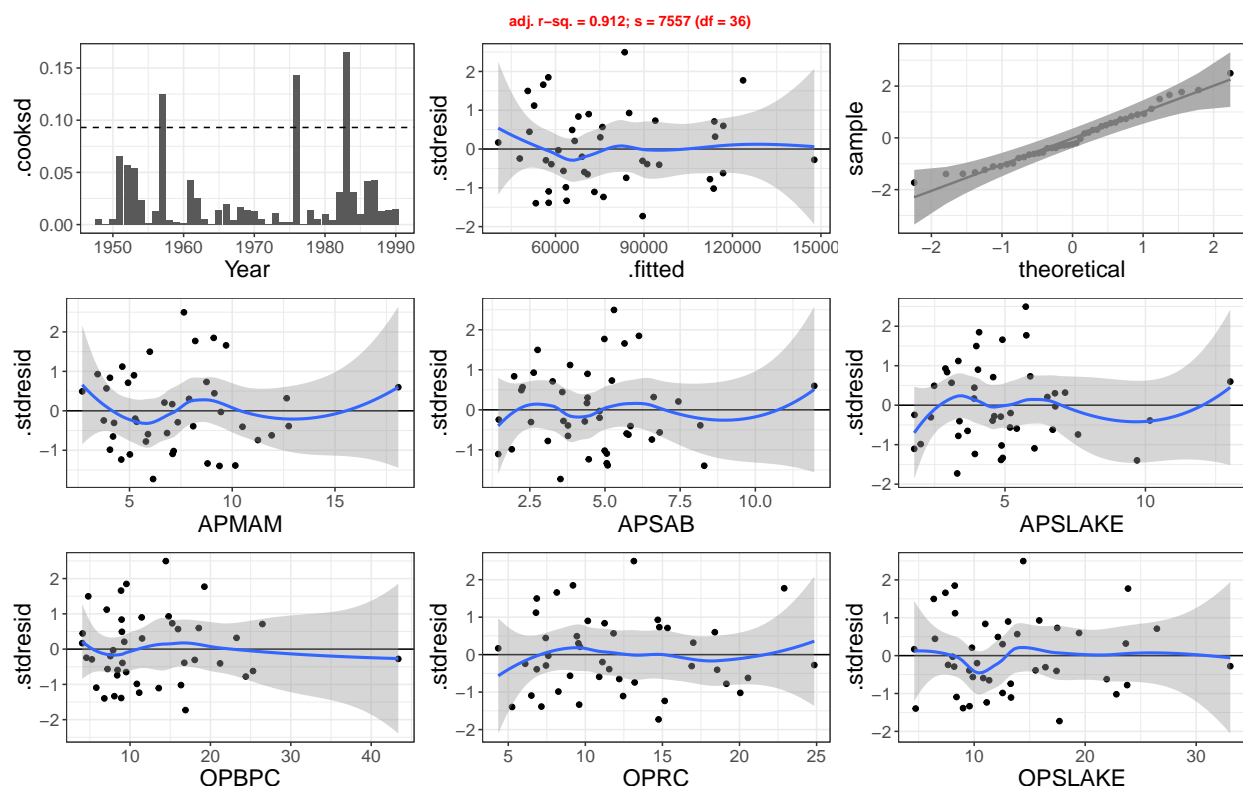 adj. r−sq. = 0.912; s = 7557 (df = 36)
.cooksd
0.15
0.10
0.05
0.00
1950 1960 1970 1980 1990
Year
.stdresid
2
1
0
−1
−2
60000 90000 120000 15000
.fitted
sample
2
0
−2
−2 −1 0 1 2
theoretical
.stdresid
2
1
0
−1
5 10 15
APMAM
.stdresid
2
1
0
−1
2.5 5.0 7.5 10.0
APSAB
.stdresid
2
1
0
−1
−2
5 10
APSLAKE
.stdresid
2
1
0
−1
−2
10 20 30 40
OPBPC
.stdresid
2
1
0
−1
−2
5 10 15 20 25
OPRC
.stdresid
2
1
0
−1
−2
10 20 30
OPSLAKE